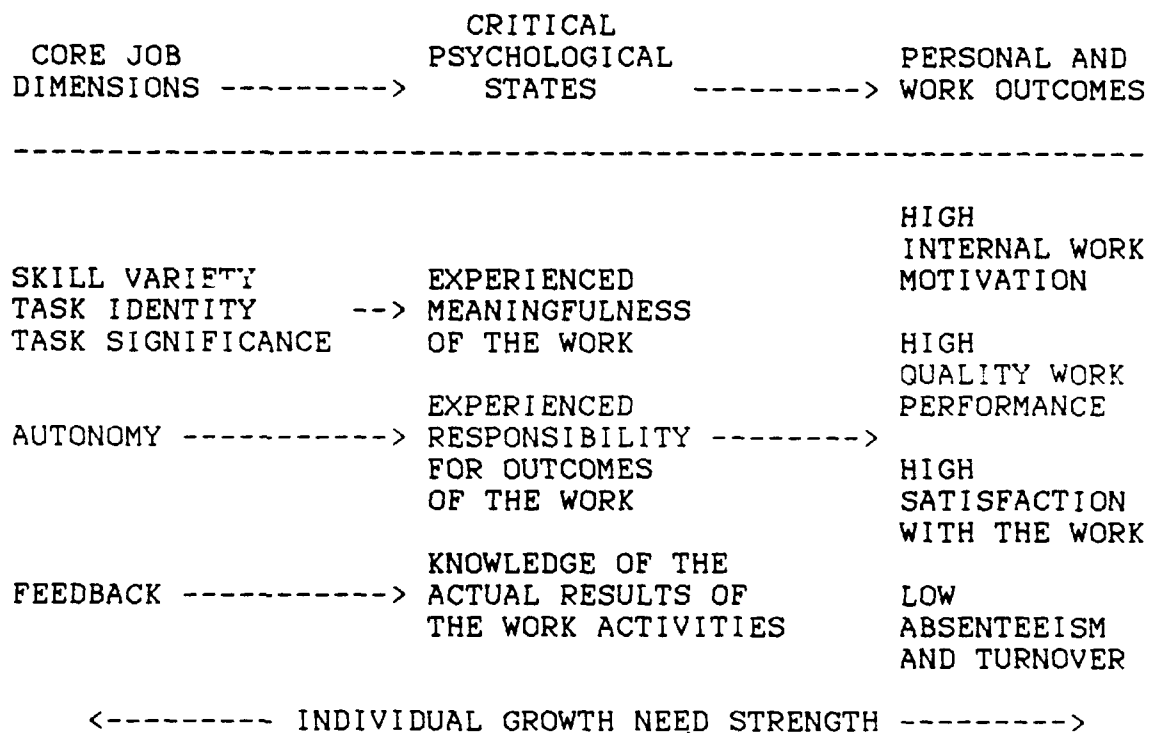 CORE JOB DIMENSIONS ---------> CRITICAL PSYCHOLOGICAL STATES ---------> PERSONAL AND WORK OUTCOMES
------------------------------------------------------------
SKILL VARIETY
TASK IDENTITY -->
TASK SIGNIFICANCE
EXPERIENCED
MEANINGFULNESS
OF THE WORK
AUTONOMY ----------->
EXPERIENCED
RESPONSIBILITY -------->
FOR OUTCOMES
OF THE WORK
FEEDBACK ----------->
KNOWLEDGE OF THE
ACTUAL RESULTS OF
THE WORK ACTIVITIES
HIGH
INTERNAL WORK
MOTIVATION
HIGH
QUALITY WORK
PERFORMANCE
HIGH
SATISFACTION
WITH THE WORK
LOW
ABSENTEEISM
AND TURNOVER
<--------- INDIVIDUAL GROWTH NEED STRENGTH --------->